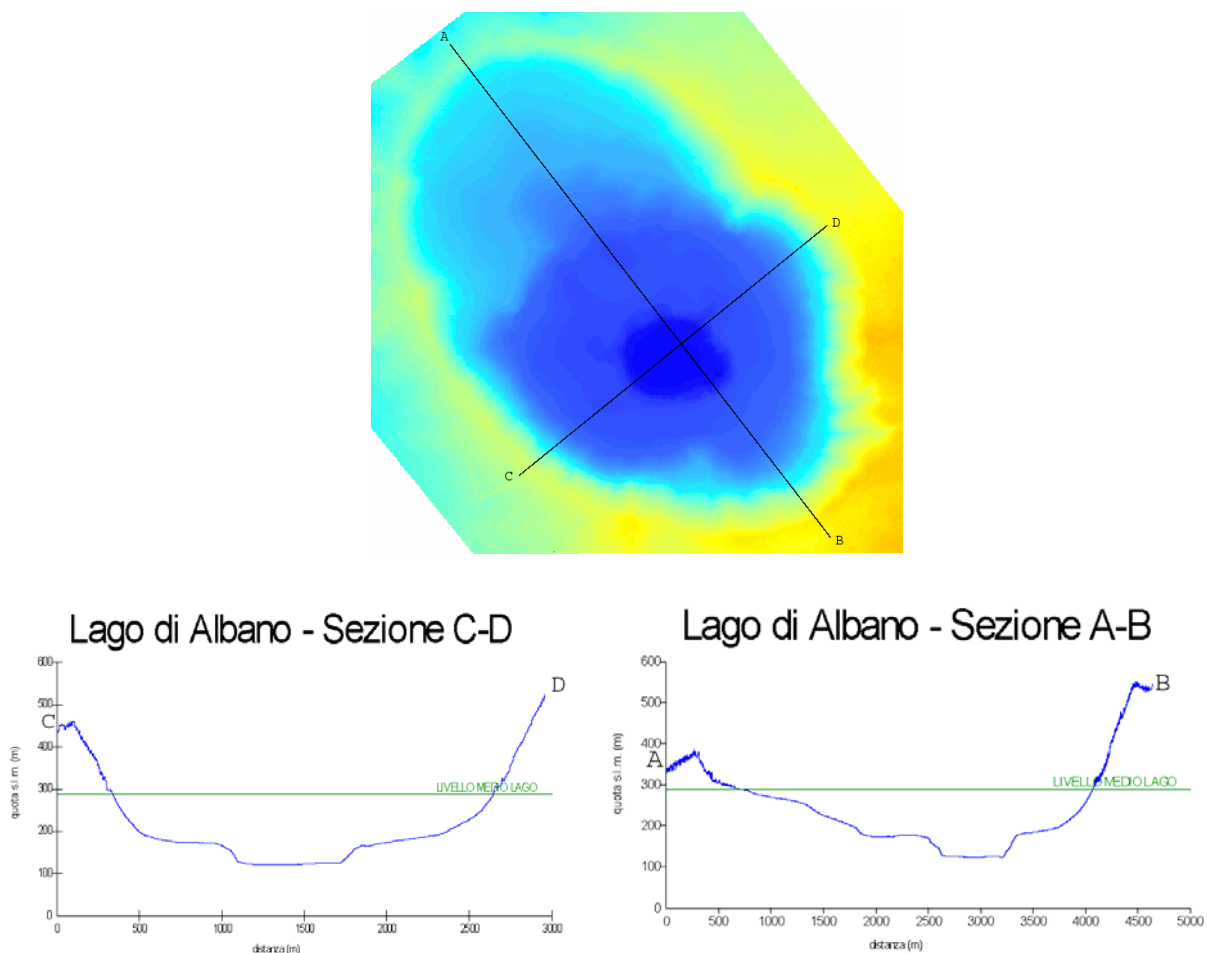 A
D
C
B
Lago di Albano - Sezione C-D
600
500
400
300
200
100
0
quota s.l.m. (m)
C
D
LIVELLO MEDIO LAGO
0 500 1000 1500 2000 2500 3000
distanza (m)
Lago di Albano - Sezione A-B
600
500
400
300
200
100
0
quota s.l.m. (m)
A
B
LIVELLO MEDIO LAGO
0 500 1000 1500 2000 2500 3000 3500 4000 4500 5000
distanza (m)